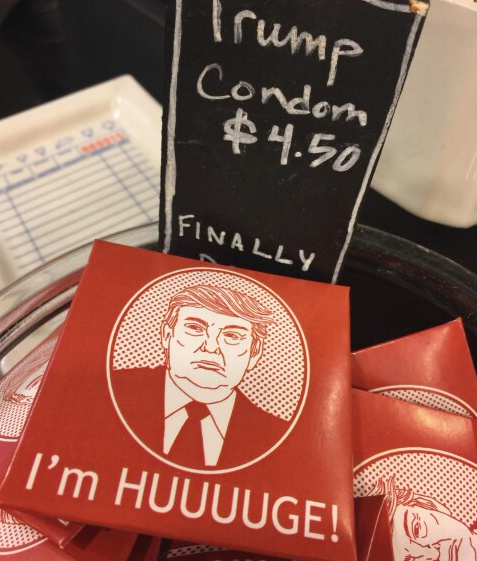 Trump
Condom
$4.50
FINALLY
I'm HUUUUGE!